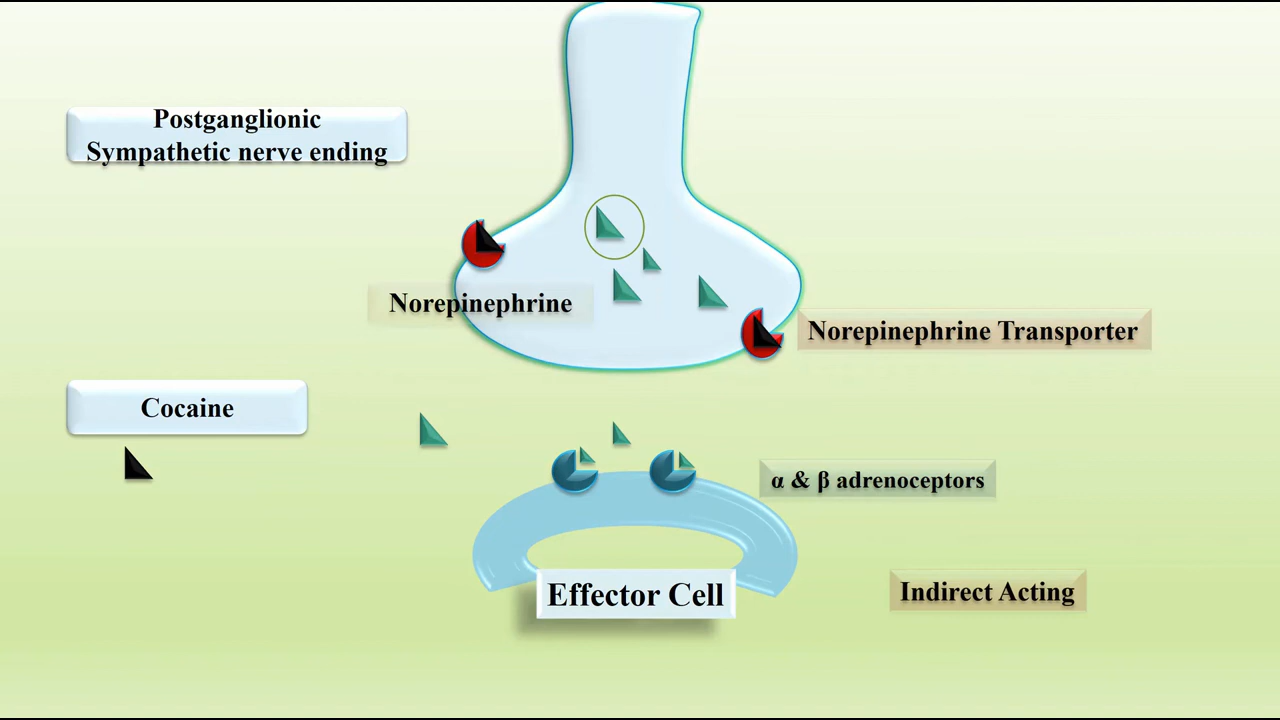 Postganglionic
Sympathetic nerve ending
Norepinephrine
Norepinephrine Transporter
Cocaine
α & β adrenoceptors
Effector Cell
Indirect Acting